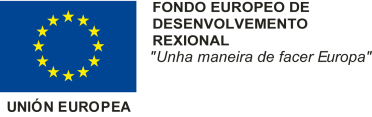 FONDO EUROPEO DE
DESENVOLVEMENTO
REXIONAL
"Unha maneira de facer Europa"
UNIÓN EUROPEA